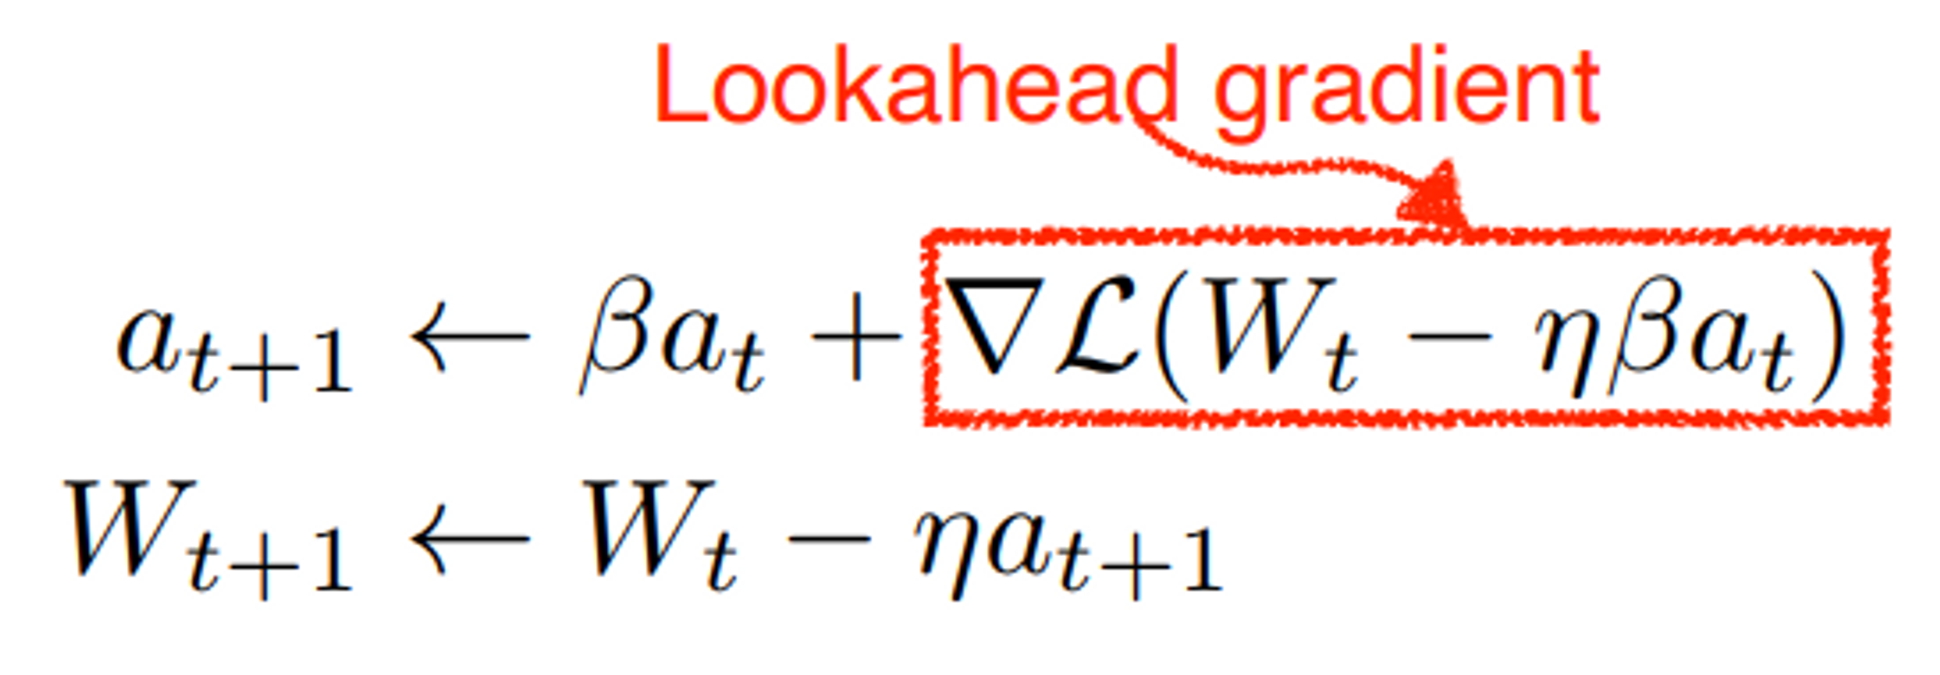 Lookahead gradient
a_{t+1} ← βa_t + ∇ℒ(W_t − ηβa_t)
W_{t+1} ← W_t − ηa_{t+1}